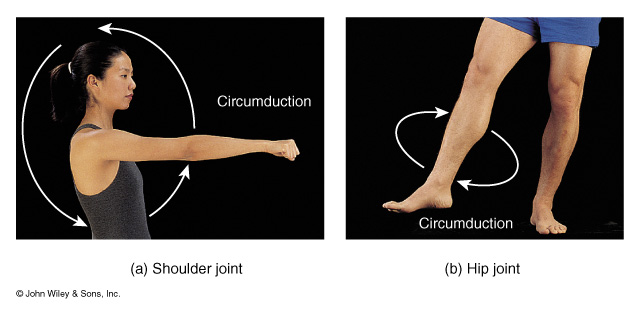 Circumduction
Circumduction
(a) Shoulder joint
(b) Hip joint
© John Wiley & Sons, Inc.